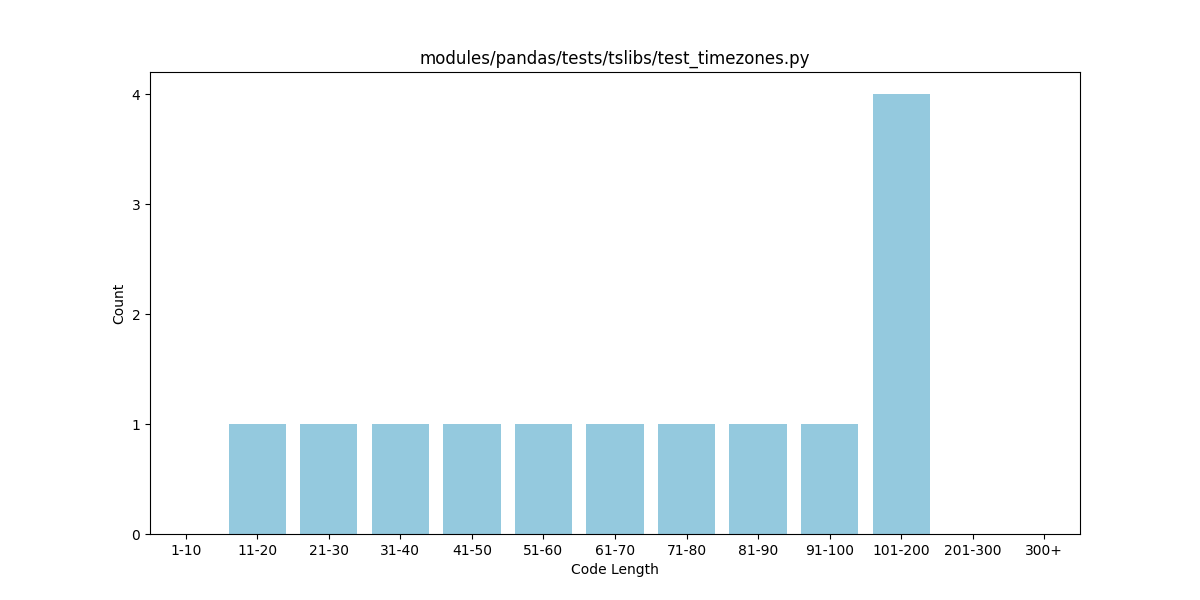 modules/pandas/tests/tslibs/test_timezones.py
4
3
2
1
0
Count
1-10 11-20 21-30 31-40 41-50 51-60 61-70 71-80 81-90 91-100 101-200 201-300 300+
Code Length